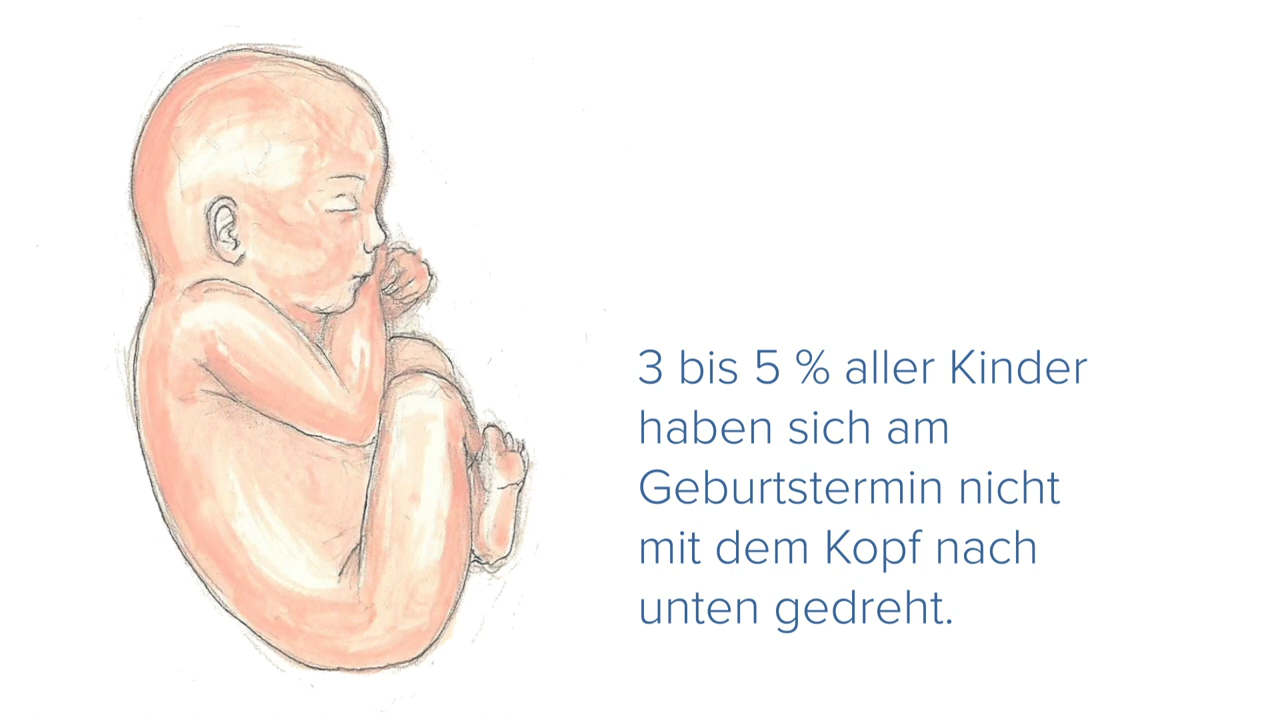 3 bis 5 % aller Kinder
haben sich am
Geburtstermin nicht
mit dem Kopf nach
unten gedreht.